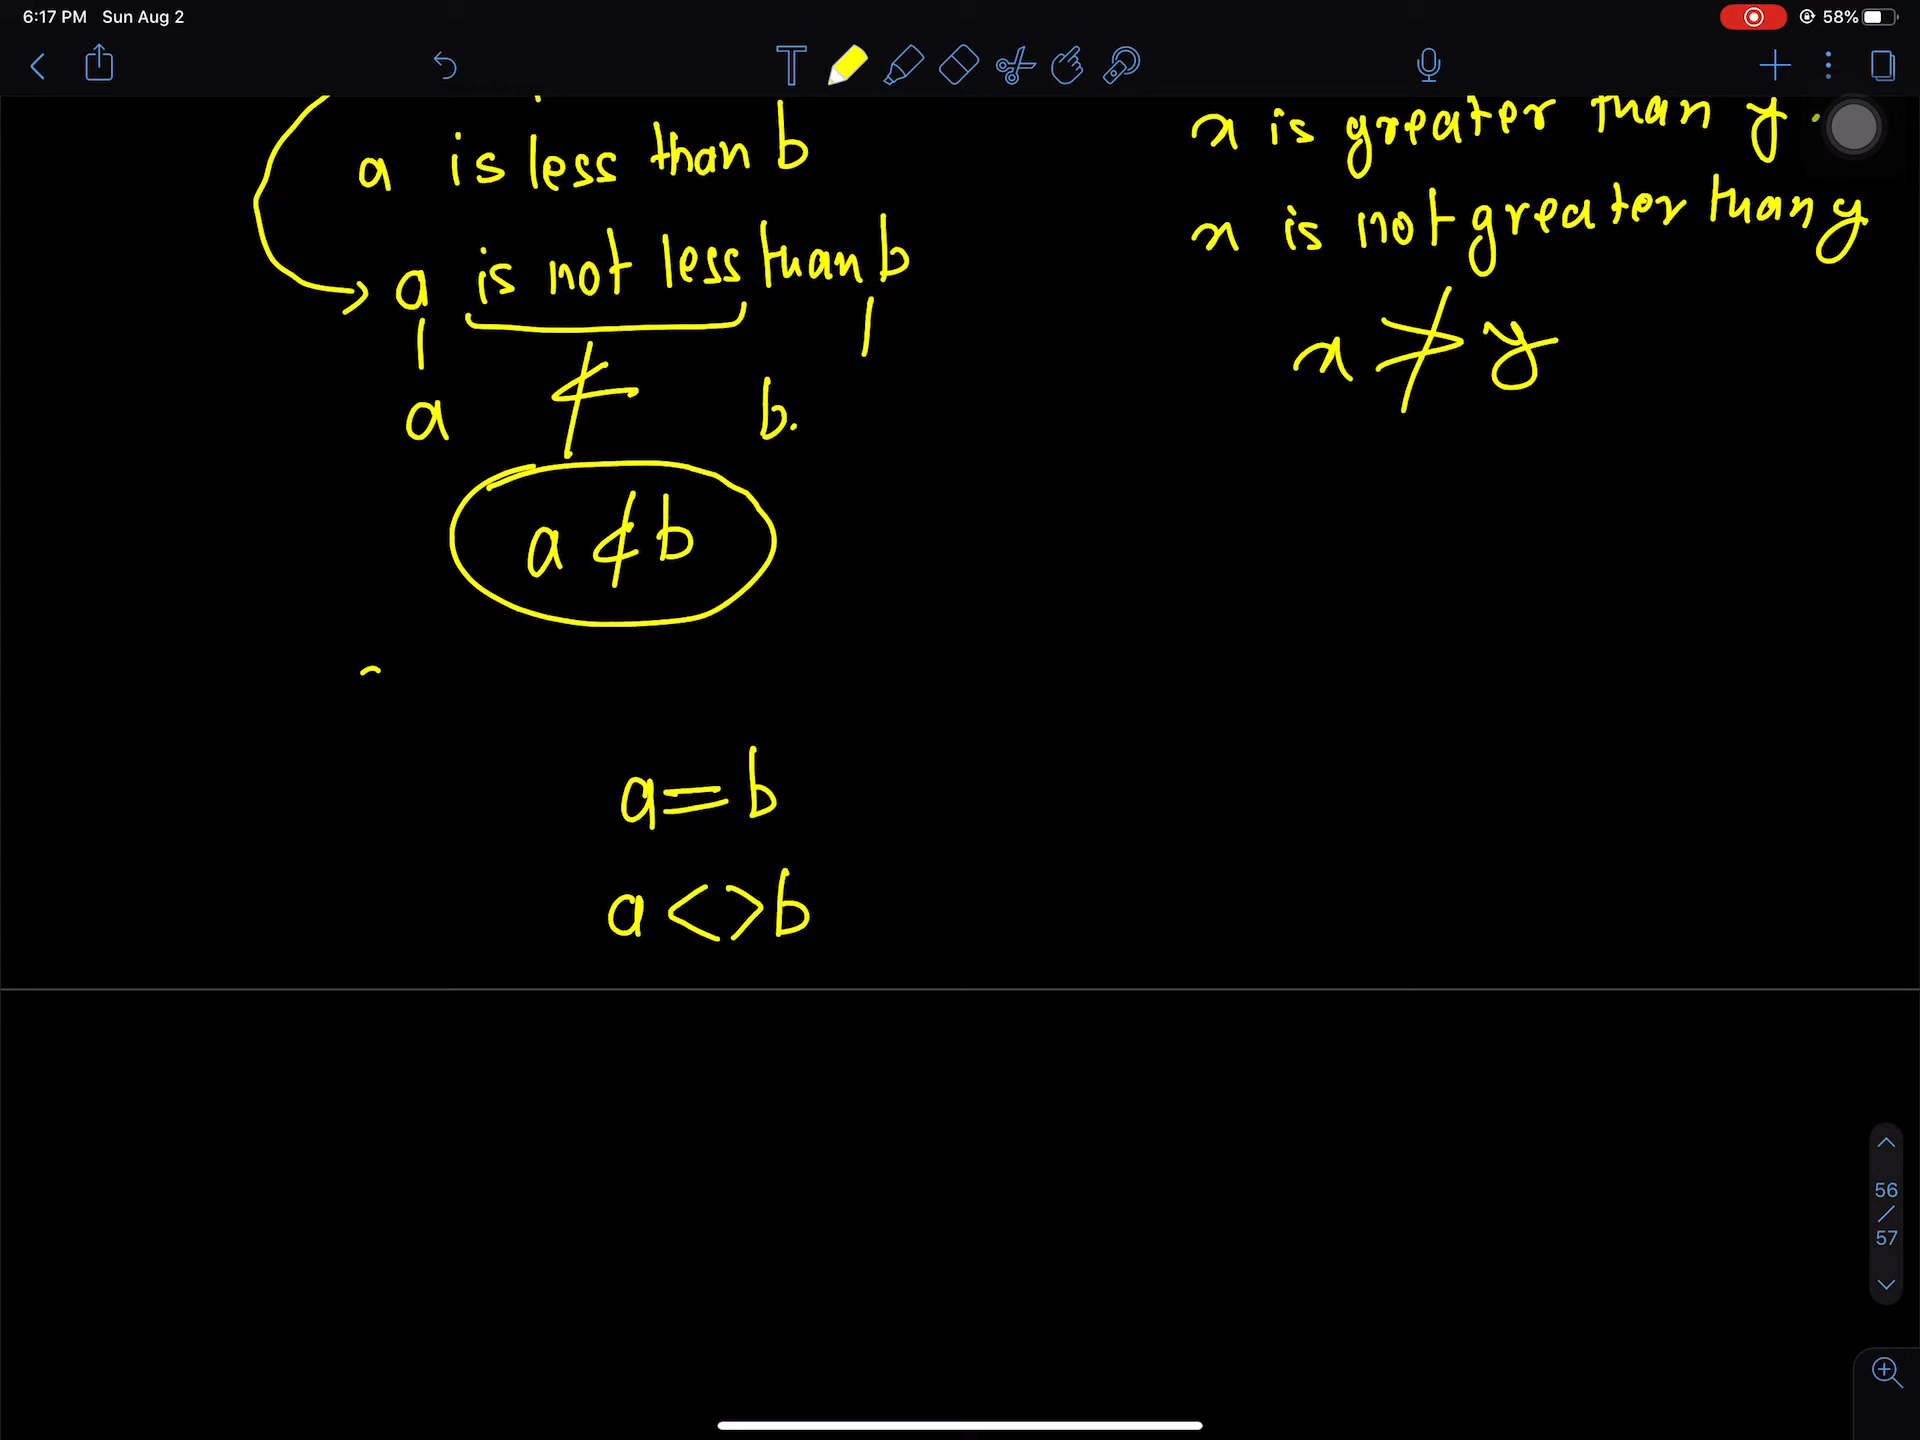 6:17 PM Sun Aug 2
58%
a is less than b
a is not less than b
a ≮ b.
a ≮ b
a = b
a <> b
x is greater than y.
x is not greater than y
x ≯ y
56
/
57